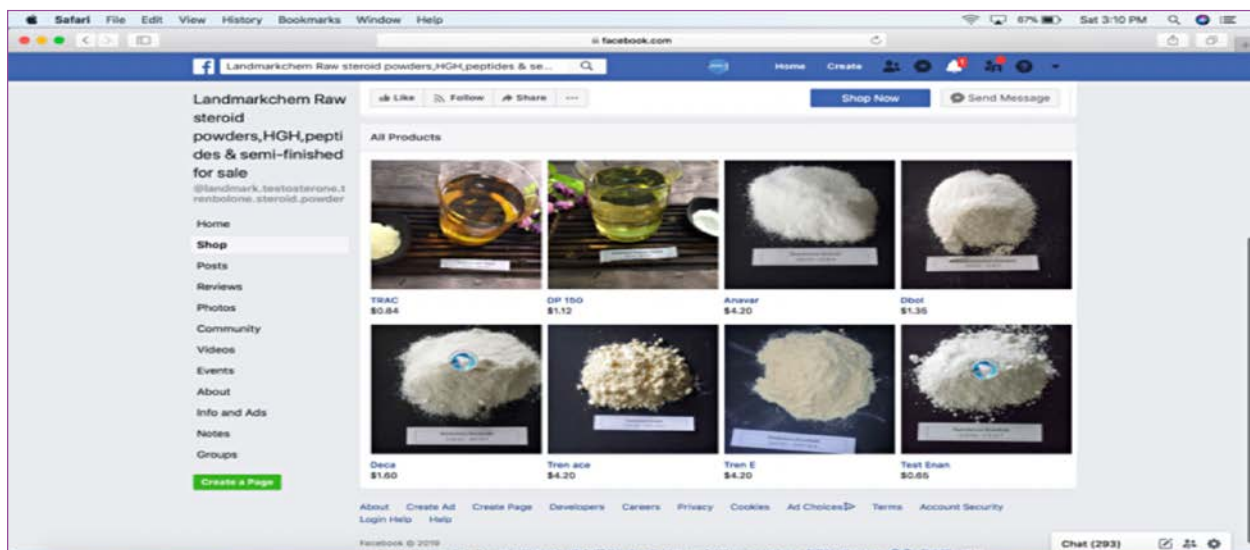 Safari File Edit View History Bookmarks Window Help 67% Sat 3:10 PM
facebook.com
Landmarkchem Raw steroid powders,HGH,peptides & se... Home Create
Landmarkchem Raw
steroid
powders,HGH,pepti
des & semi-finished
for sale
@landmark.testosterone.t
renbolone.steroid.powder
Home
Shop
Posts
Reviews
Photos
Community
Videos
Events
About
Info and Ads
Notes
Groups
Create a Page
Like Follow Share ... Shop Now Send Message
All Products
TRAC DP 150 Anavar Dbol
$0.84 $1.12 $4.20 $1.35
Deca Tren ace Tren E Test Enan
$1.60 $4.20 $4.20 $0.65
About Create Ad Create Page Developers Careers Privacy Cookies Ad Choices Terms Account Security
Login Help Help
Facebook © 2019
Chat (293)